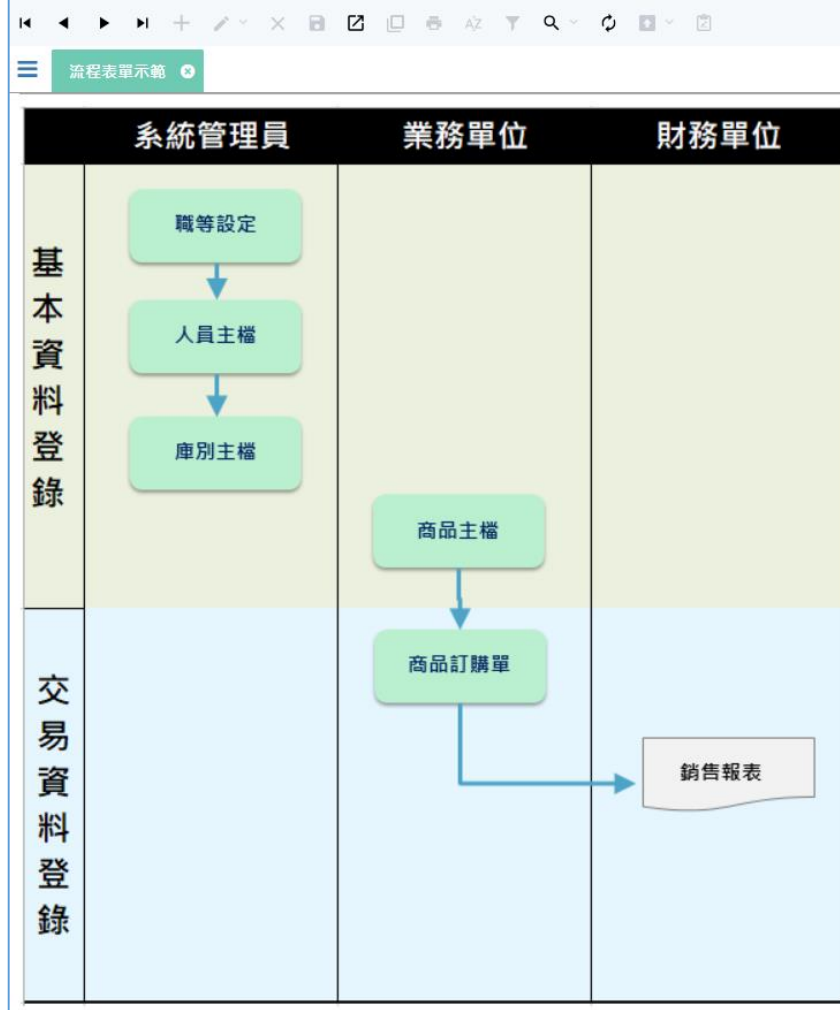 流程表單示範
系統管理員
業務單位
財務單位
基本資料登錄
職等設定
人員主檔
庫別主檔
商品主檔
交易資料登錄
商品訂購單
銷售報表